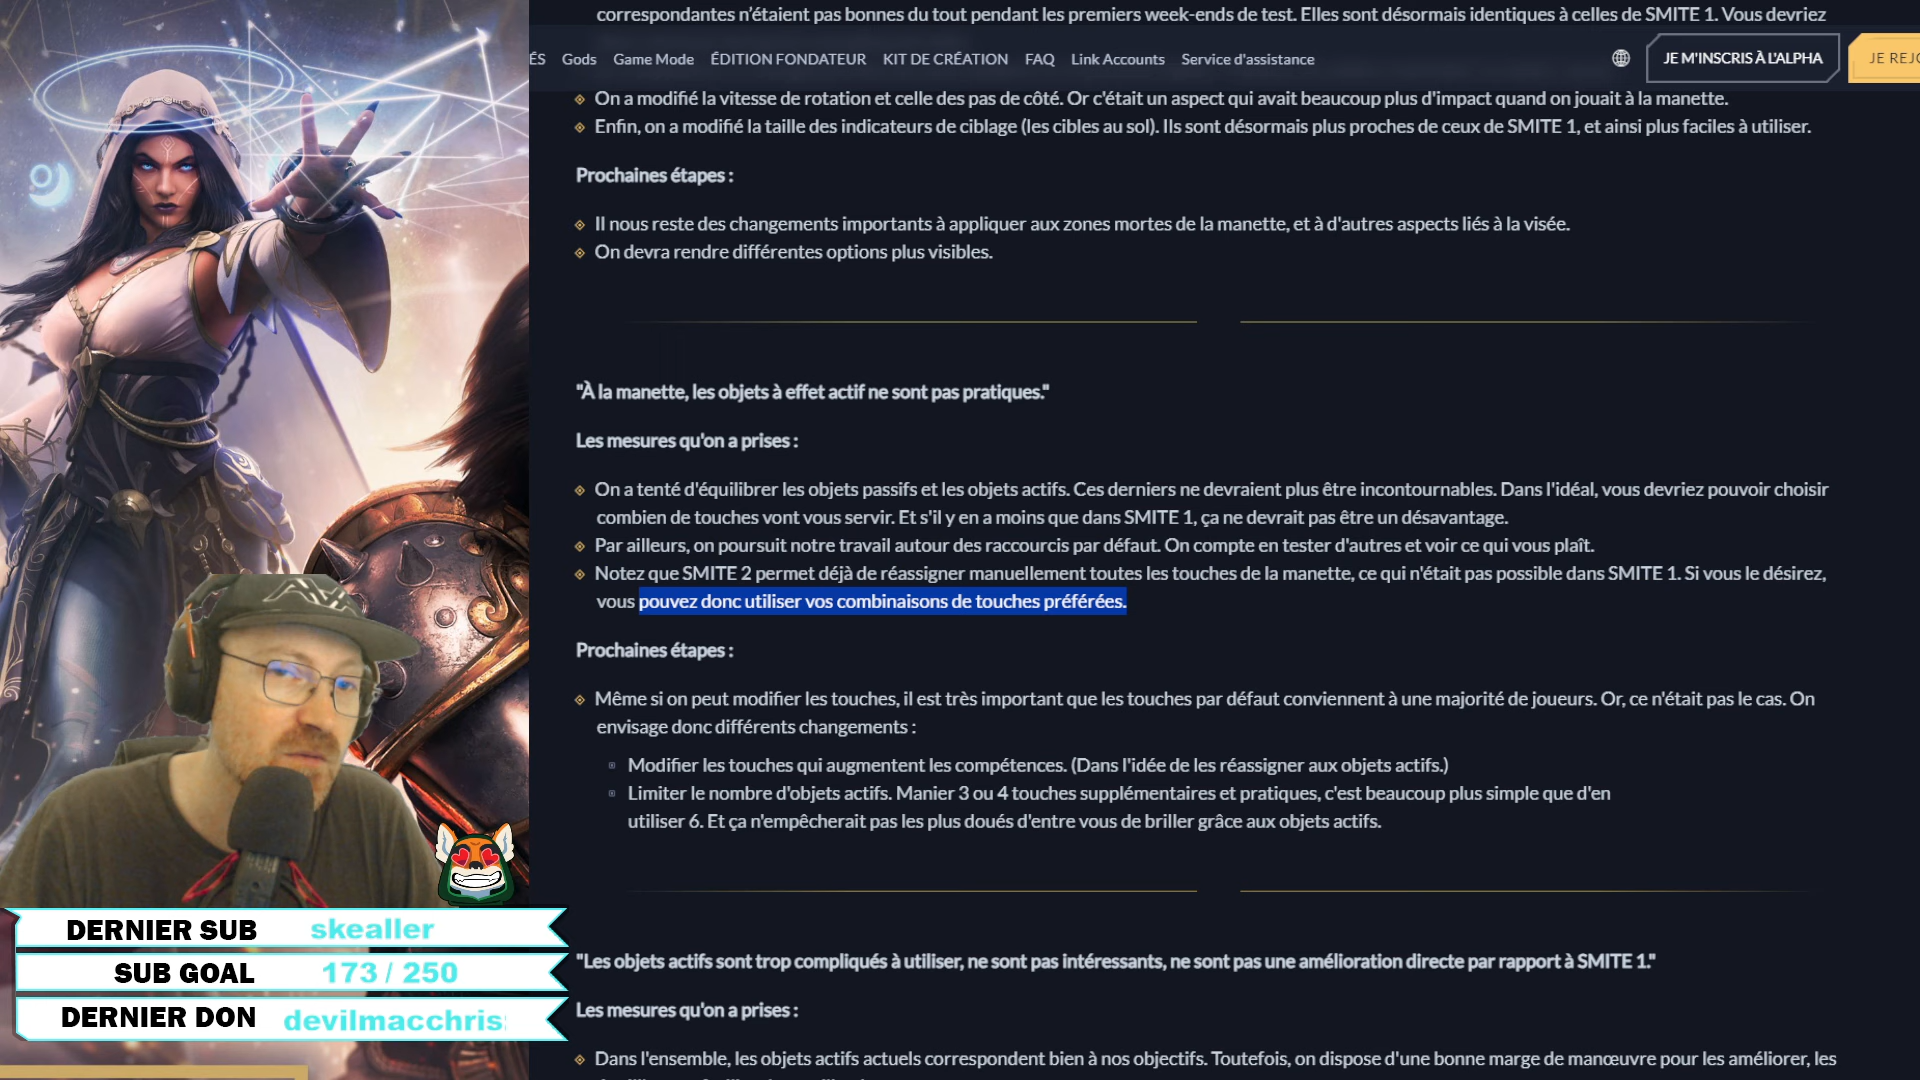 correspondantes n'étaient pas bonnes du tout pendant les premiers week-ends de test. Elles sont désormais identiques à celles de SMITE 1. Vous devriez
ÉS Gods Game Mode ÉDITION FONDATEUR KIT DE CRÉATION FAQ Link Accounts Service d'assistance JE M'INSCRIS À L'ALPHA JE REJO
On a modifié la vitesse de rotation et celle des pas de côté. Or c'était un aspect qui avait beaucoup plus d'impact quand on jouait à la manette.
Enfin, on a modifié la taille des indicateurs de ciblage (les cibles au sol). Ils sont désormais plus proches de ceux de SMITE 1, et ainsi plus faciles à utiliser.
Prochaines étapes :
Il nous reste des changements importants à appliquer aux zones mortes de la manette, et à d'autres aspects liés à la visée.
On devra rendre différentes options plus visibles.
"À la manette, les objets à effet actif ne sont pas pratiques."
Les mesures qu'on a prises :
On a tenté d'équilibrer les objets passifs et les objets actifs. Ces derniers ne devraient plus être incontournables. Dans l'idéal, vous devriez pouvoir choisir
combien de touches vont vous servir. Et s'il y en a moins que dans SMITE 1, ça ne devrait pas être un désavantage.
Par ailleurs, on poursuit notre travail autour des raccourcis par défaut. On compte en tester d'autres et voir ce qui vous plaît.
Notez que SMITE 2 permet déjà de réassigner manuellement toutes les touches de la manette, ce qui n'était pas possible dans SMITE 1. Si vous le désirez,
vous pouvez donc utiliser vos combinaisons de touches préférées.
Prochaines étapes :
Même si on peut modifier les touches, il est très important que les touches par défaut conviennent à une majorité de joueurs. Or, ce n'était pas le cas. On
envisage donc différents changements :
Modifier les touches qui augmentent les compétences. (Dans l'idée de les réassigner aux objets actifs.)
Limiter le nombre d'objets actifs. Manier 3 ou 4 touches supplémentaires et pratiques, c'est beaucoup plus simple que d'en
utiliser 6. Et ça n'empêcherait pas les plus doués d'entre vous de briller grâce aux objets actifs.
"Les objets actifs sont trop compliqués à utiliser, ne sont pas intéressants, ne sont pas une amélioration directe par rapport à SMITE 1."
Les mesures qu'on a prises :
Dans l'ensemble, les objets actifs actuels correspondent bien à nos objectifs. Toutefois, on dispose d'une bonne marge de manœuvre pour les améliorer, les
DERNIER SUB skealler
SUB GOAL 173 / 250
DERNIER DON devilmacchris